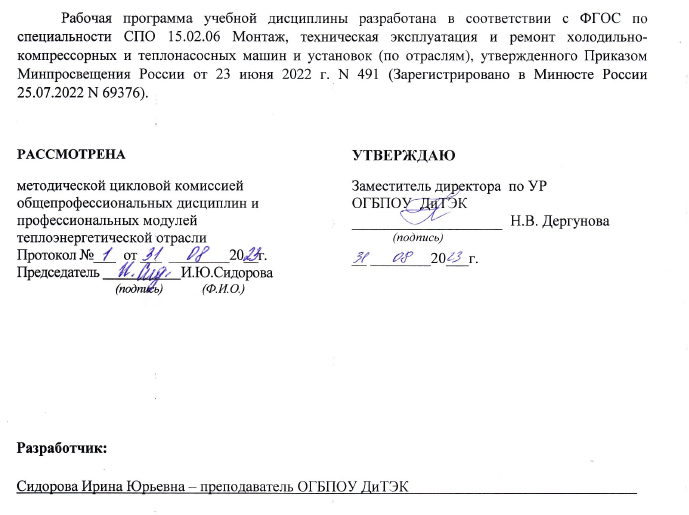 Рабочая программа учебной дисциплины разработана в соответствии с ФГОС по
специальности СПО 15.02.06 Монтаж, техническая эксплуатация и ремонт холодильно-
компрессорных и теплонасосных машин и установок (по отраслям), утвержденного Приказом
Минпросвещения России от 23 июня 2022 г. N 491 (Зарегистрировано в Минюсте России
25.07.2022 N 69376).
РАССМОТРЕНА
методической цикловой комиссией
общепрофессиональных дисциплин и
профессиональных модулей
теплоэнергетической отрасли
Протокол № 1 от 31 08 2023г.
Председатель И.Ю.Сидорова
(подпись) (Ф.И.О.)
УТВЕРЖДАЮ
Заместитель директора по УР
ОГБПОУ ДиТЭК
Н.В. Дергунова
(подпись)
31 08 2023 г.
Разработчик:
Сидорова Ирина Юрьевна – преподаватель ОГБПОУ ДиТЭК